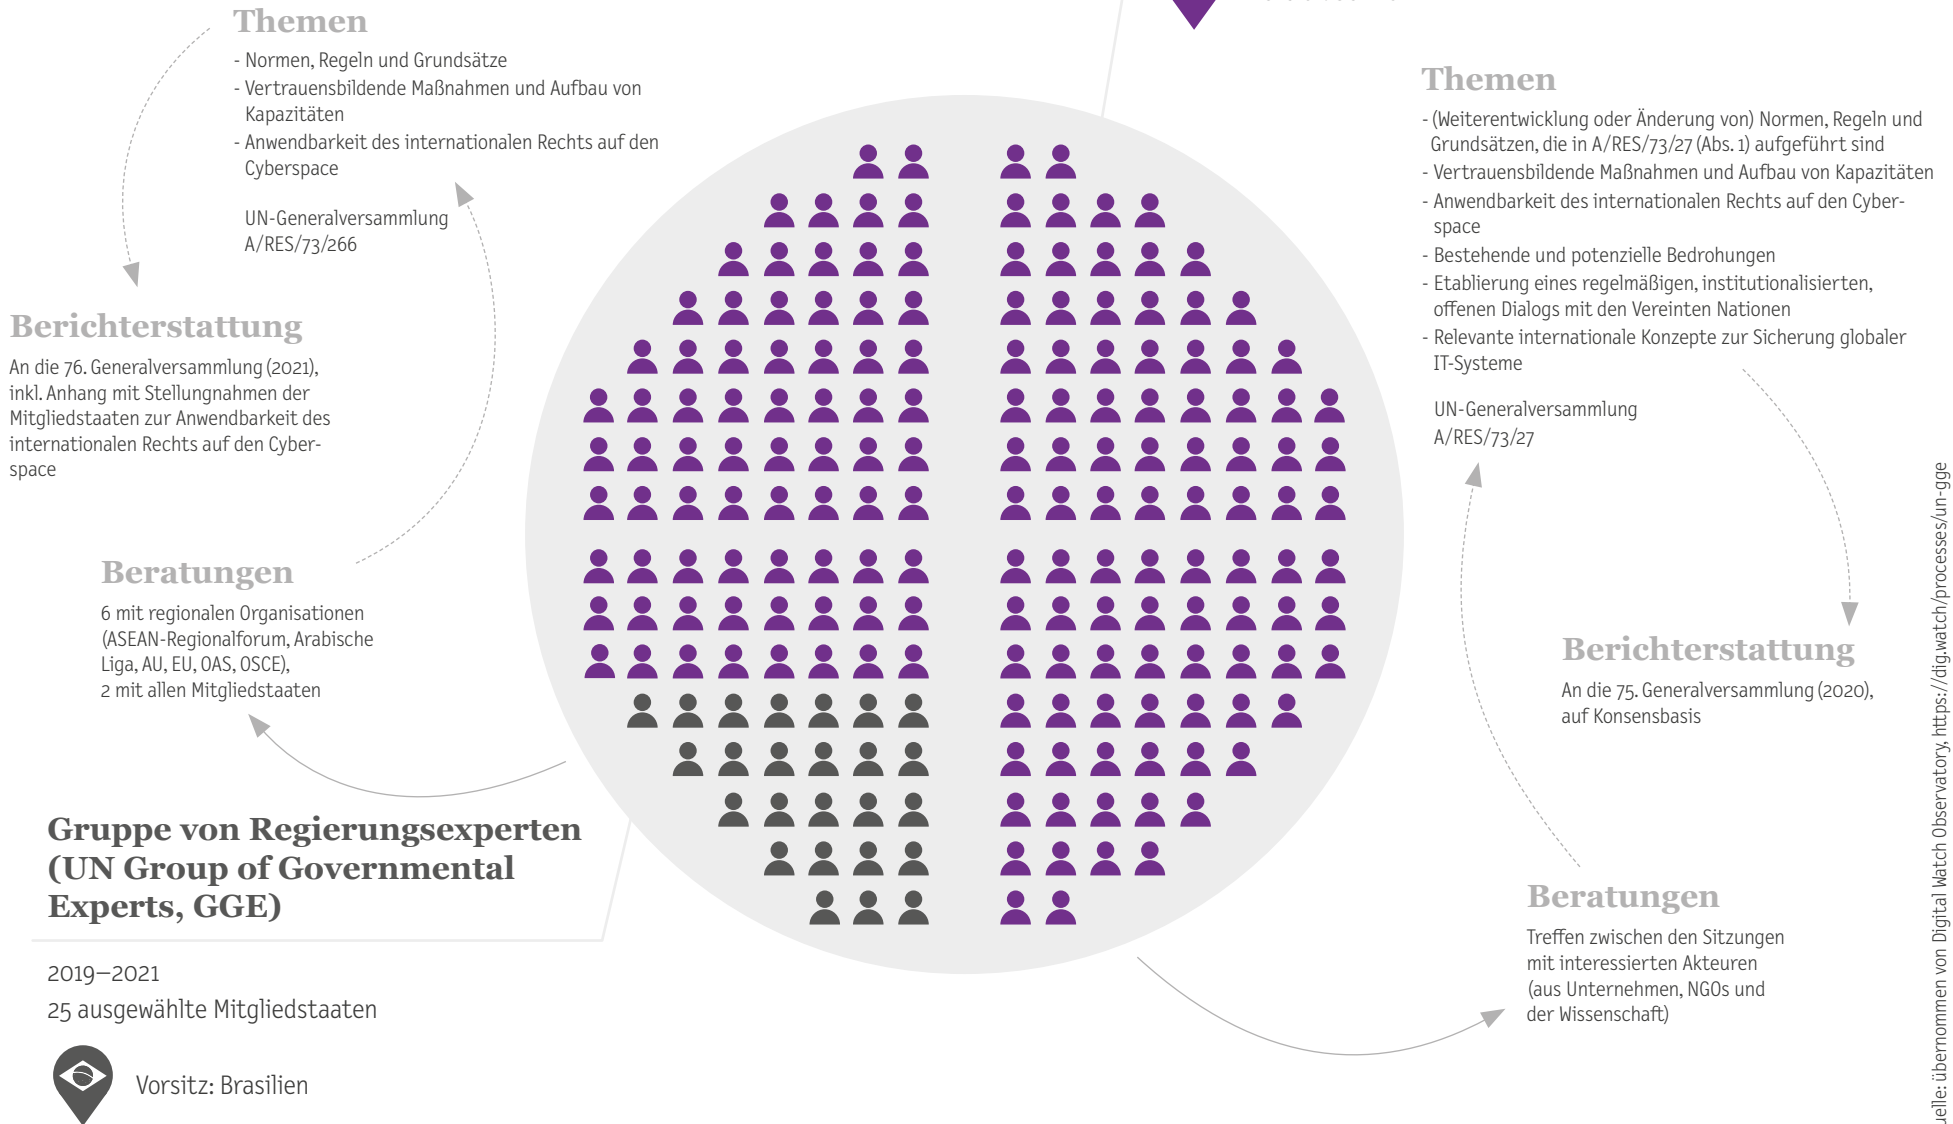 Themen
- Normen, Regeln und Grundsätze
- Vertrauensbildende Maßnahmen und Aufbau von
Kapazitäten
- Anwendbarkeit des internationalen Rechts auf den
Cyberspace
UN-Generalversammlung
A/RES/73/266
Berichterstattung
An die 76. Generalversammlung (2021),
inkl. Anhang mit Stellungnahmen der
Mitgliedstaaten zur Anwendbarkeit des
internationalen Rechts auf den Cyber-
space
Beratungen
6 mit regionalen Organisationen
(ASEAN-Regionalforum, Arabische
Liga, AU, EU, OAS, OSCE),
2 mit allen Mitgliedstaaten
Gruppe von Regierungsexperten
(UN Group of Governmental
Experts, GGE)
2019–2021
25 ausgewählte Mitgliedstaaten
Vorsitz: Brasilien
Themen
- (Weiterentwicklung oder Änderung von) Normen, Regeln und
Grundsätzen, die in A/RES/73/27 (Abs. 1) aufgeführt sind
- Vertrauensbildende Maßnahmen und Aufbau von Kapazitäten
- Anwendbarkeit des internationalen Rechts auf den Cyber-
space
- Bestehende und potenzielle Bedrohungen
- Etablierung eines regelmäßigen, institutionalisierten,
offenen Dialogs mit den Vereinten Nationen
- Relevante internationale Konzepte zur Sicherung globaler
IT-Systeme
UN-Generalversammlung
A/RES/73/27
Berichterstattung
An die 75. Generalversammlung (2020),
auf Konsensbasis
Beratungen
Treffen zwischen den Sitzungen
mit interessierten Akteuren
(aus Unternehmen, NGOs und
der Wissenschaft)
übernommen von Digital Watch Observatory, https://dig.watch/processes/un-gge